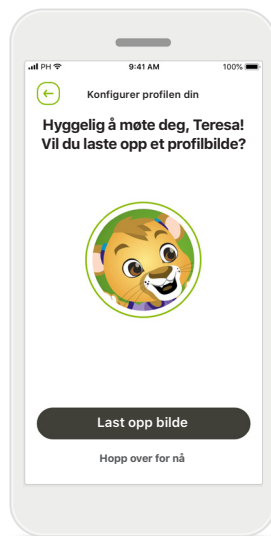 PH 9:41 AM 100%
Konfigurer profilen din
Hyggelig å møte deg, Teresa!
Vil du laste opp et profilbilde?
Last opp bilde
Hopp over for nå